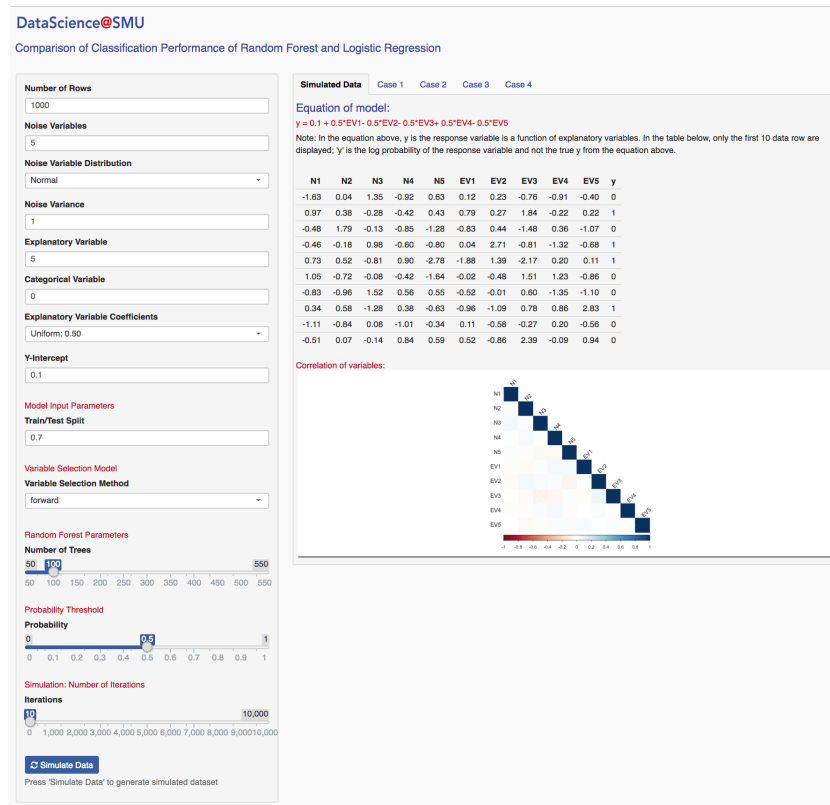 DataScience@SMU
Comparison of Classification Performance of Random Forest and Logistic Regression
Number of Rows
1000
Noise Variables
5
Noise Variable Distribution
Normal
Noise Variance
1
Explanatory Variable
5
Categorical Variable
0
Explanatory Variable Coefficients
Uniform: 0.50
Y-Intercept
0.1
Model Input Parameters
Train/Test Split
0.7
Variable Selection Model
Variable Selection Method
forward
Random Forest Parameters
Number of Trees
50 100 550
50 100 150 200 250 300 350 400 450 500 550
Probability Threshold
Probability
0 0.5 1
0 0.1 0.2 0.3 0.4 0.5 0.6 0.7 0.8 0.9 1
Simulation: Number of Iterations
Iterations
10 10,000
0 1,000 2,000 3,000 4,000 5,000 6,000 7,000 8,000 9,000 10,000
Simulate Data
Press 'Simulate Data' to generate simulated dataset
Simulated Data Case 1 Case 2 Case 3 Case 4
Equation of model:
y = 0.1 + 0.5*EV1- 0.5*EV2- 0.5*EV3+ 0.5*EV4- 0.5*EV5
Note: In the equation above, y is the response variable is a function of explanatory variables. In the table below, only the first 10 data row are
displayed; 'y' is the log probability of the response variable and not the true y from the equation above.
N1 N2 N3 N4 N5 EV1 EV2 EV3 EV4 EV5 y
-1.63 0.04 1.35 -0.92 0.63 0.12 0.23 -0.76 -0.91 -0.40 0
0.97 0.38 -0.28 -0.42 0.43 0.79 0.27 1.84 -0.22 0.22 1
-0.48 1.79 -0.13 -0.85 -1.28 -0.83 0.44 -1.48 0.36 -1.07 0
-0.46 -0.18 0.98 -0.60 -0.80 0.04 2.71 -0.81 -1.32 -0.68 1
0.73 0.52 -0.81 0.90 -2.78 -1.88 1.39 -2.17 0.20 0.11 1
1.05 -0.72 -0.08 -0.42 -1.64 -0.02 -0.48 1.51 1.23 -0.86 0
-0.83 -0.96 1.52 0.56 0.55 -0.52 -0.01 0.60 -1.35 -1.10 0
0.34 0.58 -1.28 0.38 -0.63 -0.96 -1.09 0.78 0.86 2.83 1
-1.11 -0.84 0.08 -1.01 -0.34 0.11 -0.58 -0.27 0.20 -0.56 0
-0.51 0.07 -0.14 0.84 0.59 0.52 -0.86 2.39 -0.09 0.94 0
Correlation of variables:
N1 N1
N2 N2
N3 N3
N4 N4
N5 N5
EV1 EV1
EV2 EV2
EV3 EV3
EV4 EV4
EV5 EV5
-1 -0.8 -0.6 -0.4 -0.2 0 0.2 0.4 0.6 0.8 1